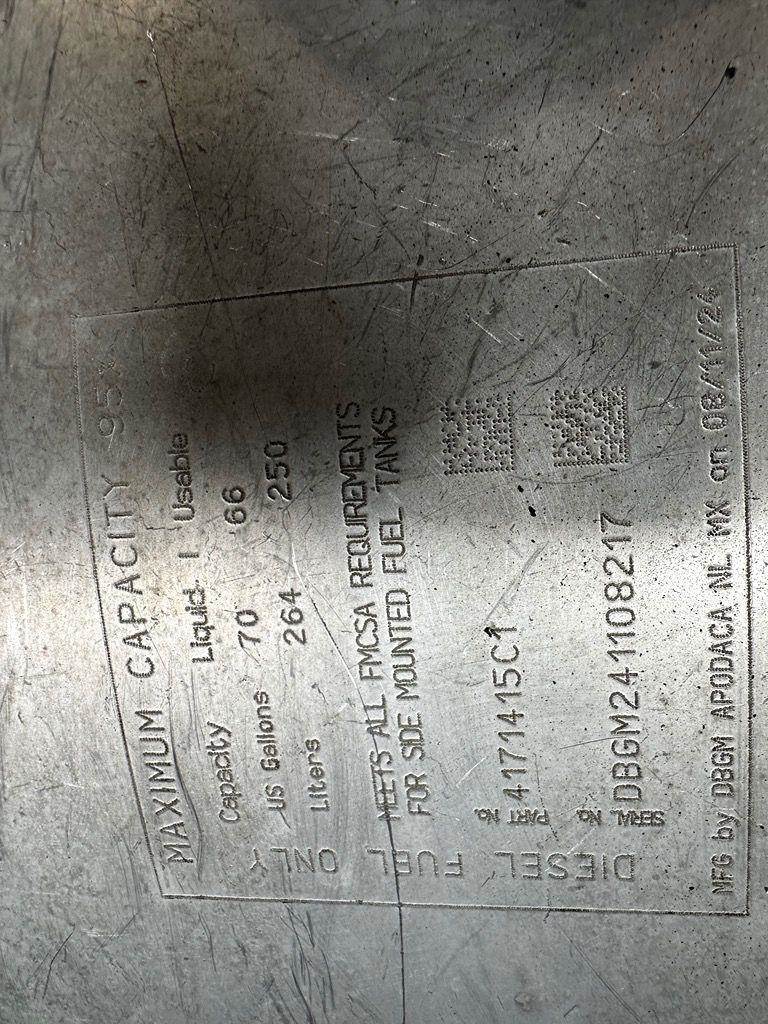 MAXIMUM CAPACITY 95%
Liquid | Usable
Capacity 70 66
US Gallons
Liters 264 250
MEETS ALL FMCSA REQUIREMENTS
FOR SIDE MOUNTED FUEL TANKS
PART No. 4171415C1
SERIAL No. DBGM241108217
MFG by DBGM APODACA NL MX on 08/11/24
DIESEL FUEL ONLY